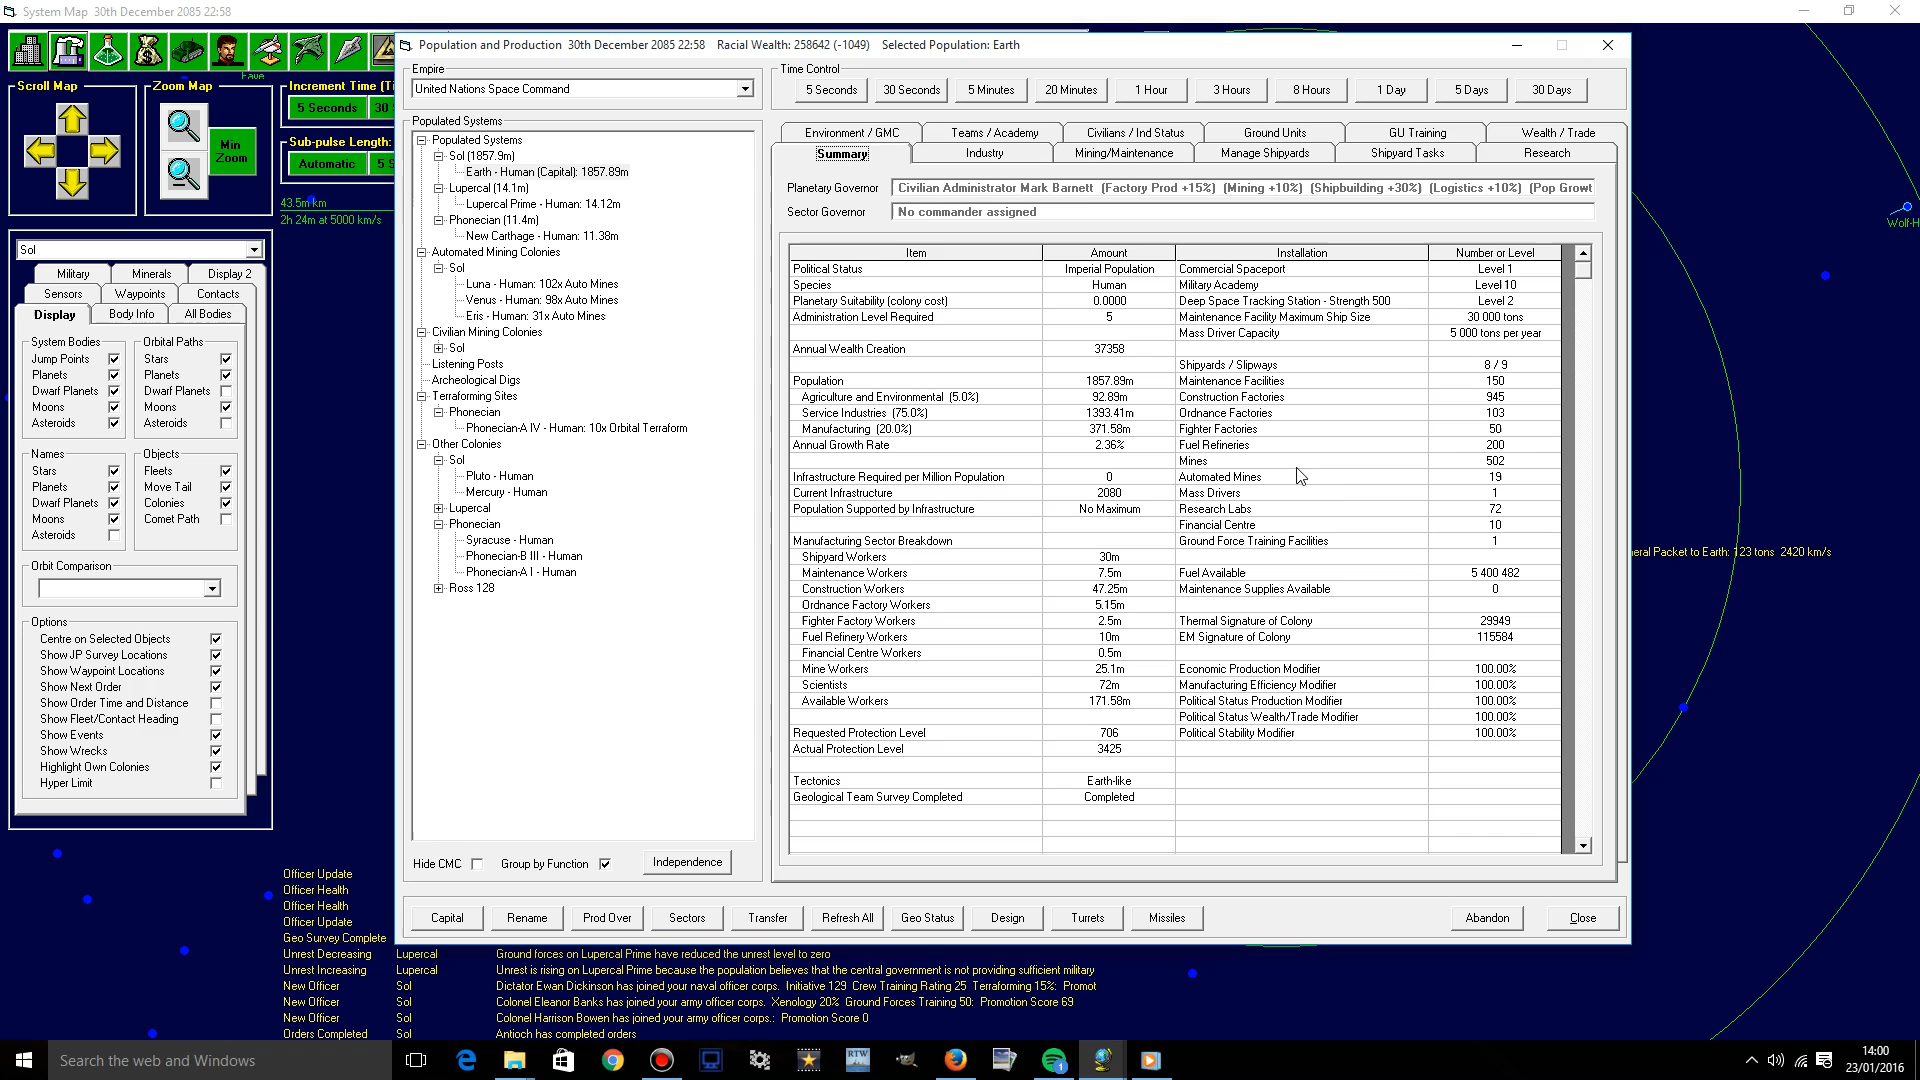 System Map  30th December 2085 22:58
Population and Production  30th December 2085 22:58  Racial Wealth: 258642 (-1049)  Selected Population: Earth
Scroll Map
Zoom Map
Min Zoom
5 Seconds
30
Sub-pulse Length:
Automatic
5 S
43.5m km
2h 24m at 5000 km/s
Sol
Military
Minerals
Display 2
Sensors
Waypoints
Contacts
Display
Body Info
All Bodies
System Bodies
Jump Points
Planets
Dwarf Planets
Moons
Asteroids
Orbital Paths
Stars
Planets
Dwarf Planets
Moons
Asteroids
Names
Stars
Planets
Dwarf Planets
Moons
Asteroids
Objects
Fleets
Move Tail
Colonies
Comet Path
Orbit Comparison
Options
Centre on Selected Objects
Show JP Survey Locations
Show Waypoint Locations
Show Next Order
Show Order Time and Distance
Show Fleet/Contact Heading
Show Events
Show Wrecks
Highlight Own Colonies
Hyper Limit
Empire
United Nations Space Command
Populated Systems
Populated Systems
Sol (1857.9m)
Earth - Human (Capital): 1857.89m
Lupercal (14.1m)
Lupercal Prime - Human: 14.12m
Phonecian (11.4m)
New Carthage - Human: 11.38m
Automated Mining Colonies
Sol
Luna - Human: 102x Auto Mines
Venus - Human: 98x Auto Mines
Eris - Human: 31x Auto Mines
Civilian Mining Colonies
Sol
Listening Posts
Archeological Digs
Terraforming Sites
Phonecian
Phonecian-A IV - Human: 10x Orbital Terraform
Other Colonies
Sol
Pluto - Human
Mercury - Human
Lupercal
Phonecian
Syracuse - Human
Phonecian-B III - Human
Phonecian-A I - Human
Ross 128
Hide CMC
Group by Function
Independence
Time Control
5 Seconds
30 Seconds
5 Minutes
20 Minutes
1 Hour
3 Hours
8 Hours
1 Day
5 Days
30 Days
Environment / GMC
Teams / Academy
Civilians / Ind Status
Ground Units
GU Training
Wealth / Trade
Summary
Industry
Mining/Maintenance
Manage Shipyards
Shipyard Tasks
Research
Planetary Governor  Civilian Administrator Mark Barnett  (Factory Prod +15%)  (Mining +10%)  (Shipbuilding +30%)  (Logistics +10%)  (Pop Growt
Sector Governor  No commander assigned
Item  Amount  Installation  Number or Level
Political Status  Imperial Population  Commercial Spaceport  Level 1
Species  Human  Military Academy  Level 10
Planetary Suitability (colony cost)  0.0000  Deep Space Tracking Station - Strength 500  Level 2
Administration Level Required  5  Maintenance Facility Maximum Ship Size  30 000 tons
Mass Driver Capacity  5 000 tons per year
Annual Wealth Creation  37358
Shipyards / Slipways  8 / 9
Population  1857.89m  Maintenance Facilities  150
Agriculture and Environmental (5.0%)  92.89m  Construction Factories  945
Service Industries (75.0%)  1393.41m  Ordnance Factories  103
Manufacturing (20.0%)  371.58m  Fighter Factories  50
Annual Growth Rate  2.36%  Fuel Refineries  200
Mines  502
Infrastructure Required per Million Population  0  Automated Mines  19
Current Infrastructure  2080  Mass Drivers  1
Population Supported by Infrastructure  No Maximum  Research Labs  72
Financial Centre  10
Manufacturing Sector Breakdown  Ground Force Training Facilities  1
Shipyard Workers  30m
Maintenance Workers  7.5m  Fuel Available  5 400 482
Construction Workers  47.25m  Maintenance Supplies Available  0
Ordnance Factory Workers  5.15m
Fighter Factory Workers  2.5m  Thermal Signature of Colony  29949
Fuel Refinery Workers  10m  EM Signature of Colony  115584
Financial Centre Workers  0.5m
Mine Workers  25.1m  Economic Production Modifier  100.00%
Scientists  72m  Manufacturing Efficiency Modifier  100.00%
Available Workers  171.58m  Political Status Production Modifier  100.00%
Political Status Wealth/Trade Modifier  100.00%
Requested Protection Level  706  Political Stability Modifier  100.00%
Actual Protection Level  3425
Tectonics  Earth-like
Geological Team Survey Completed  Completed
Capital
Rename
Prod Over
Sectors
Transfer
Refresh All
Geo Status
Design
Turrets
Missiles
Abandon
Close
Wolf-H
eral Packet to Earth: 123 tons  2420 km/s
Officer Update
Officer Health
Officer Health
Officer Update
Geo Survey Complete
Unrest Decreasing  Lupercal  Ground forces on Lupercal Prime have reduced the unrest level to zero
Unrest Increasing  Lupercal  Unrest is rising on Lupercal Prime because the population believes that the central government is not providing sufficient military
New Officer  Sol  Dictator Ewan Dickinson has joined your naval officer corps.  Initiative 129  Crew Training Rating 25  Terraforming 15%:  Promot
New Officer  Sol  Colonel Eleanor Banks has joined your army officer corps.  Xenology 20%  Ground Forces Training 50:  Promotion Score 69
New Officer  Sol  Colonel Harrison Bowen has joined your army officer corps.:  Promotion Score 0
Orders Completed  Sol  Antioch has completed orders
Search the web and Windows
RTW
1
14:00
23/01/2016